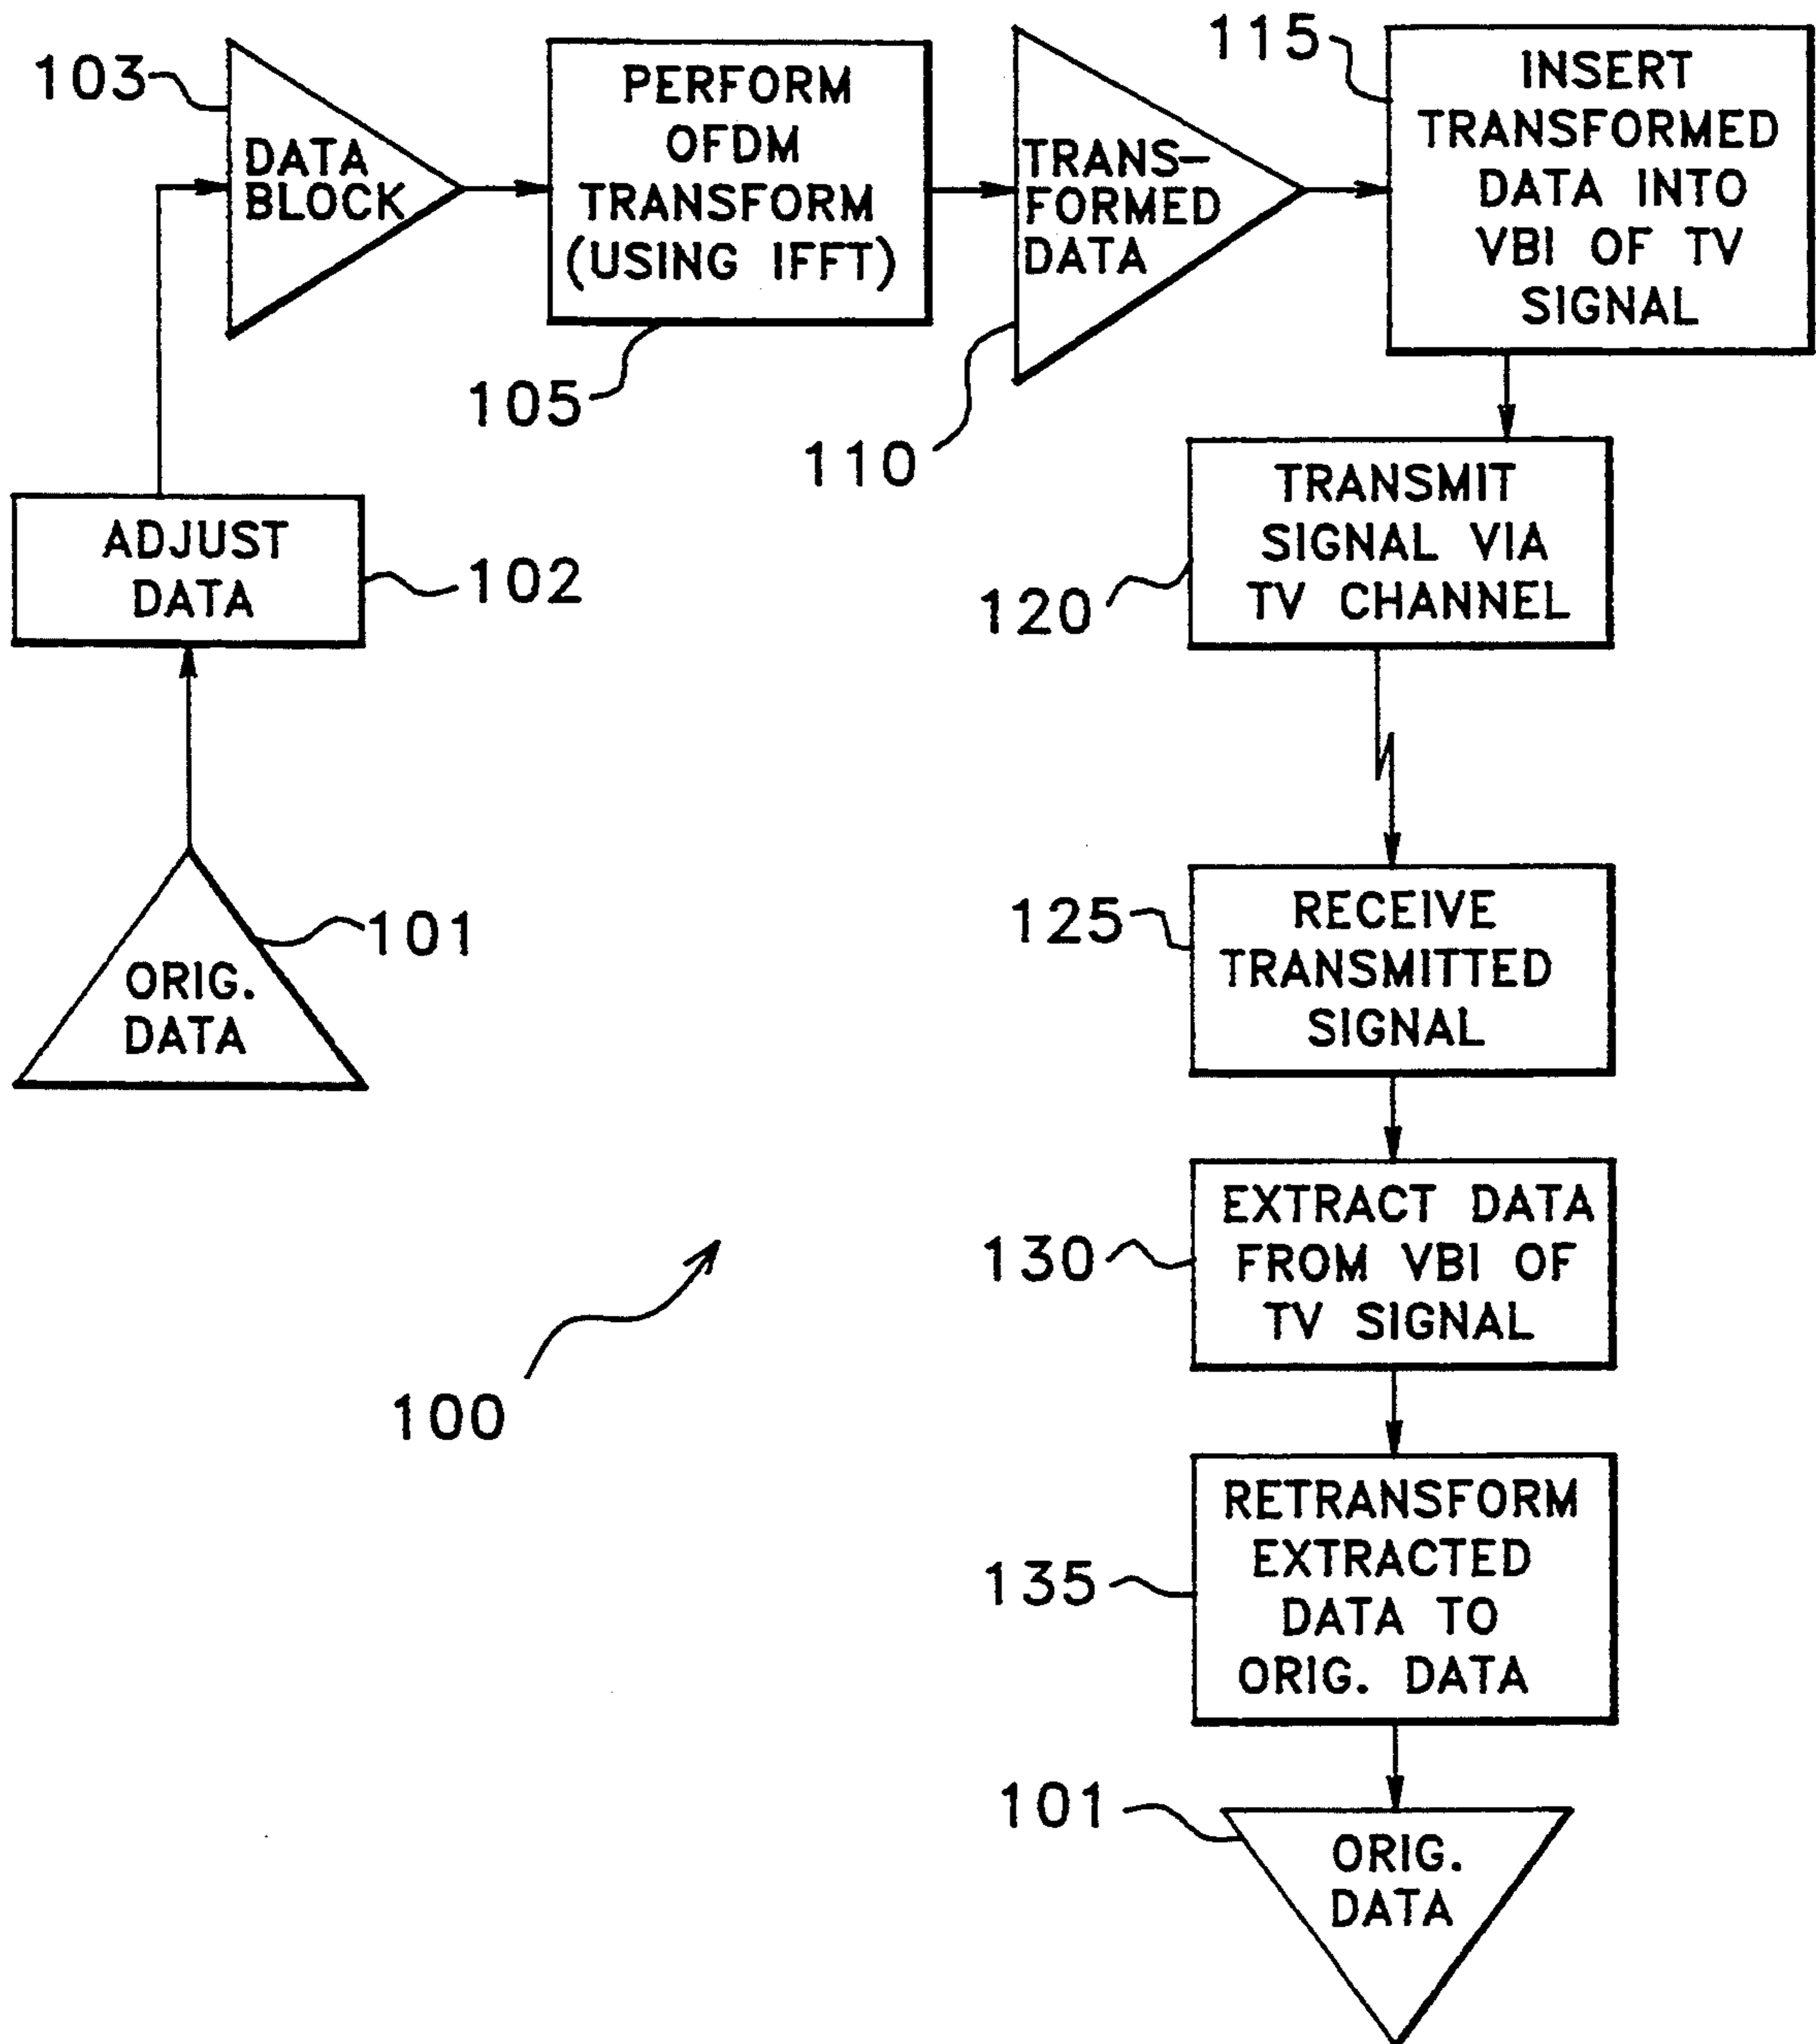 103
DATA
BLOCK
PERFORM
OFDM
TRANSFORM
(USING IFFT)
105
TRANS-
FORMED
DATA
110
115
INSERT
TRANSFORMED
DATA INTO
VBI OF TV
SIGNAL
ADJUST
DATA
102
ORIG.
DATA
101
TRANSMIT
SIGNAL VIA
TV CHANNEL
120
125
RECEIVE
TRANSMITTED
SIGNAL
130
EXTRACT DATA
FROM VBI OF
TV SIGNAL
100
135
RETRANSFORM
EXTRACTED
DATA TO
ORIG. DATA
101
ORIG.
DATA